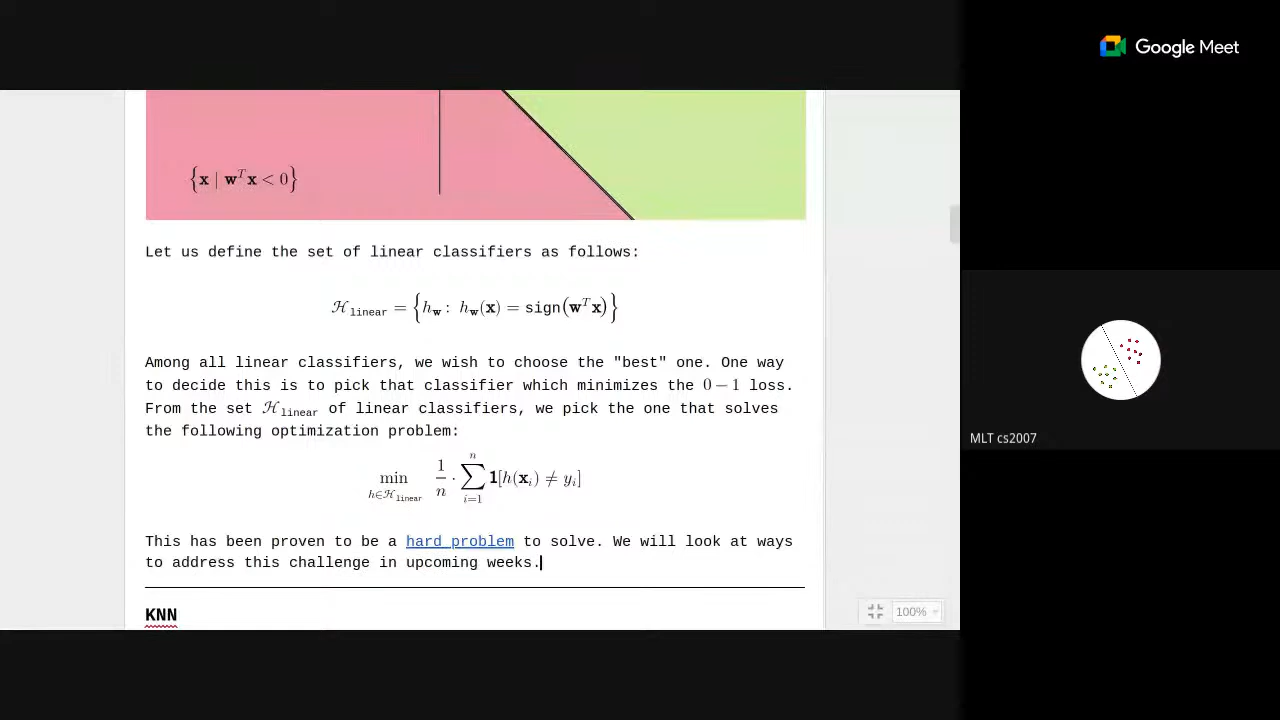 Google Meet
{x | wᵀx < 0}
Let us define the set of linear classifiers as follows:
ℋ_linear = {h_w : h_w(x) = sign(wᵀx)}
Among all linear classifiers, we wish to choose the "best" one. One way
to decide this is to pick that classifier which minimizes the 0 − 1 loss.
From the set ℋ_linear of linear classifiers, we pick the one that solves
the following optimization problem:
min_{h∈ℋ_linear} 1/n · ∑_{i=1}^{n} 𝟏[h(x_i) ≠ y_i]
This has been proven to be a hard problem to solve. We will look at ways
to address this challenge in upcoming weeks.
KNN
100%
MLT cs2007